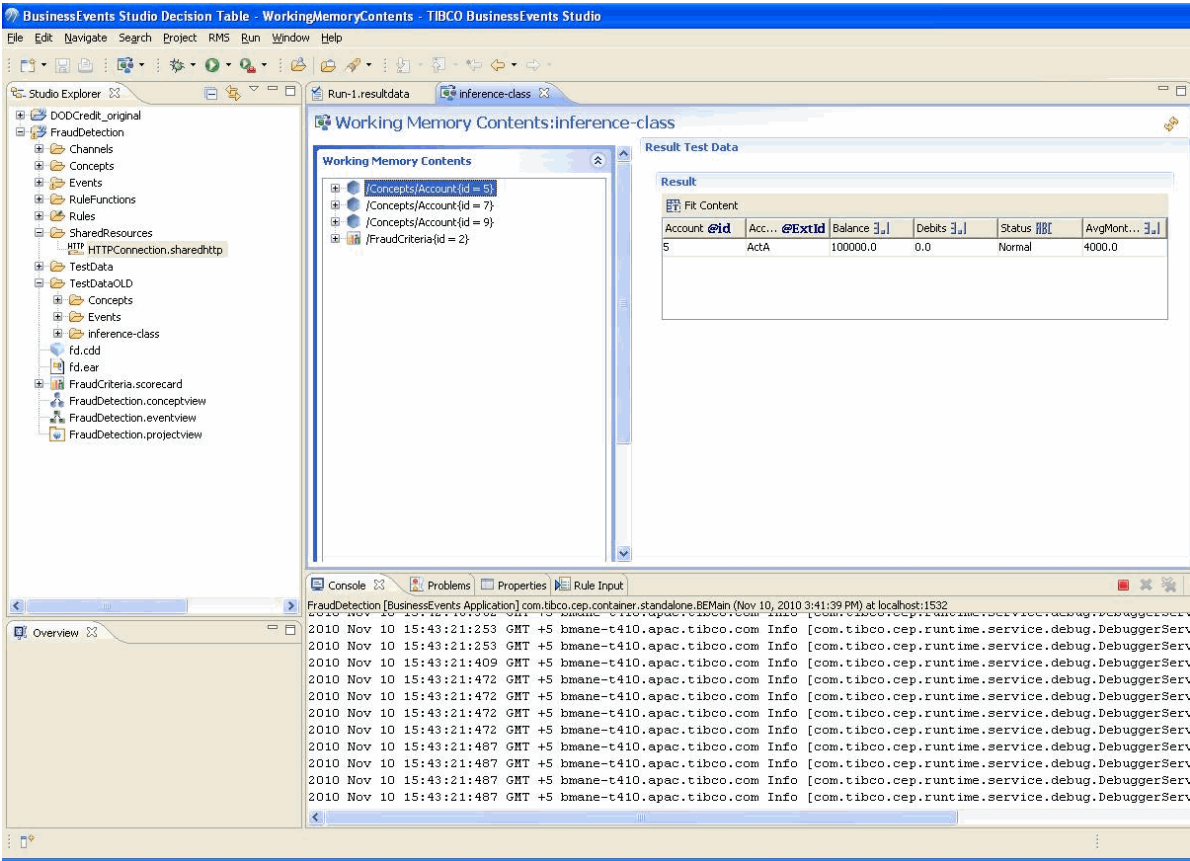 BusinessEvents Studio Decision Table - WorkingMemoryContents - TIBCO BusinessEvents Studio
File Edit Navigate Search Project RMS Run Window Help
Studio Explorer
DODCredit_original
FraudDetection
Channels
Concepts
Events
RuleFunctions
Rules
SharedResources
HTTP HTTPConnection.sharedhttp
TestData
TestDataOLD
Concepts
Events
inference-class
fd.cdd
fd.ear
FraudCriteria.scorecard
FraudDetection.conceptview
FraudDetection.eventview
FraudDetection.projectview
Overview
Run-1.resultdata inference-class
Working Memory Contents:inference-class
Working Memory Contents
/Concepts/Account{id = 5}
/Concepts/Account{id = 7}
/Concepts/Account{id = 9}
/FraudCriteria{id = 2}
Result Test Data
Result
Fit Content
Account @id Acc... @ExtId Balance Debits Status AvgMont...
5 ActA 100000.0 0.0 Normal 4000.0
Console Problems Properties Rule Input
FraudDetection [BusinessEvents Application] com.tibco.cep.container.standalone.BEMain (Nov 10, 2010 3:41:39 PM) at localhost:1532
2010 Nov 10 15:43:21:253 GMT +5 bmane-t410.apac.tibco.com Info [com.tibco.cep.runtime.service.debug.DebuggerServ
2010 Nov 10 15:43:21:253 GMT +5 bmane-t410.apac.tibco.com Info [com.tibco.cep.runtime.service.debug.DebuggerServ
2010 Nov 10 15:43:21:409 GMT +5 bmane-t410.apac.tibco.com Info [com.tibco.cep.runtime.service.debug.DebuggerServ
2010 Nov 10 15:43:21:472 GMT +5 bmane-t410.apac.tibco.com Info [com.tibco.cep.runtime.service.debug.DebuggerServ
2010 Nov 10 15:43:21:472 GMT +5 bmane-t410.apac.tibco.com Info [com.tibco.cep.runtime.service.debug.DebuggerServ
2010 Nov 10 15:43:21:472 GMT +5 bmane-t410.apac.tibco.com Info [com.tibco.cep.runtime.service.debug.DebuggerServ
2010 Nov 10 15:43:21:472 GMT +5 bmane-t410.apac.tibco.com Info [com.tibco.cep.runtime.service.debug.DebuggerServ
2010 Nov 10 15:43:21:487 GMT +5 bmane-t410.apac.tibco.com Info [com.tibco.cep.runtime.service.debug.DebuggerServ
2010 Nov 10 15:43:21:487 GMT +5 bmane-t410.apac.tibco.com Info [com.tibco.cep.runtime.service.debug.DebuggerServ
2010 Nov 10 15:43:21:487 GMT +5 bmane-t410.apac.tibco.com Info [com.tibco.cep.runtime.service.debug.DebuggerServ
2010 Nov 10 15:43:21:487 GMT +5 bmane-t410.apac.tibco.com Info [com.tibco.cep.runtime.service.debug.DebuggerServ